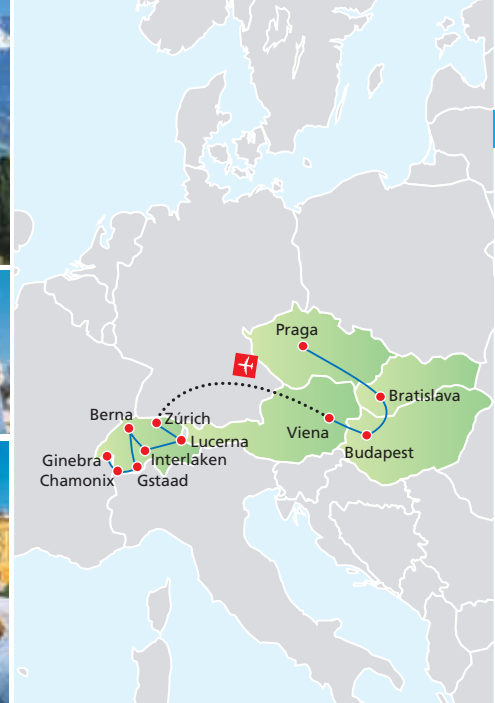 Praga
Bratislava
Berna
Zúrich
Viena
Lucerna
Budapest
Ginebra
Interlaken
Chamonix
Gstaad